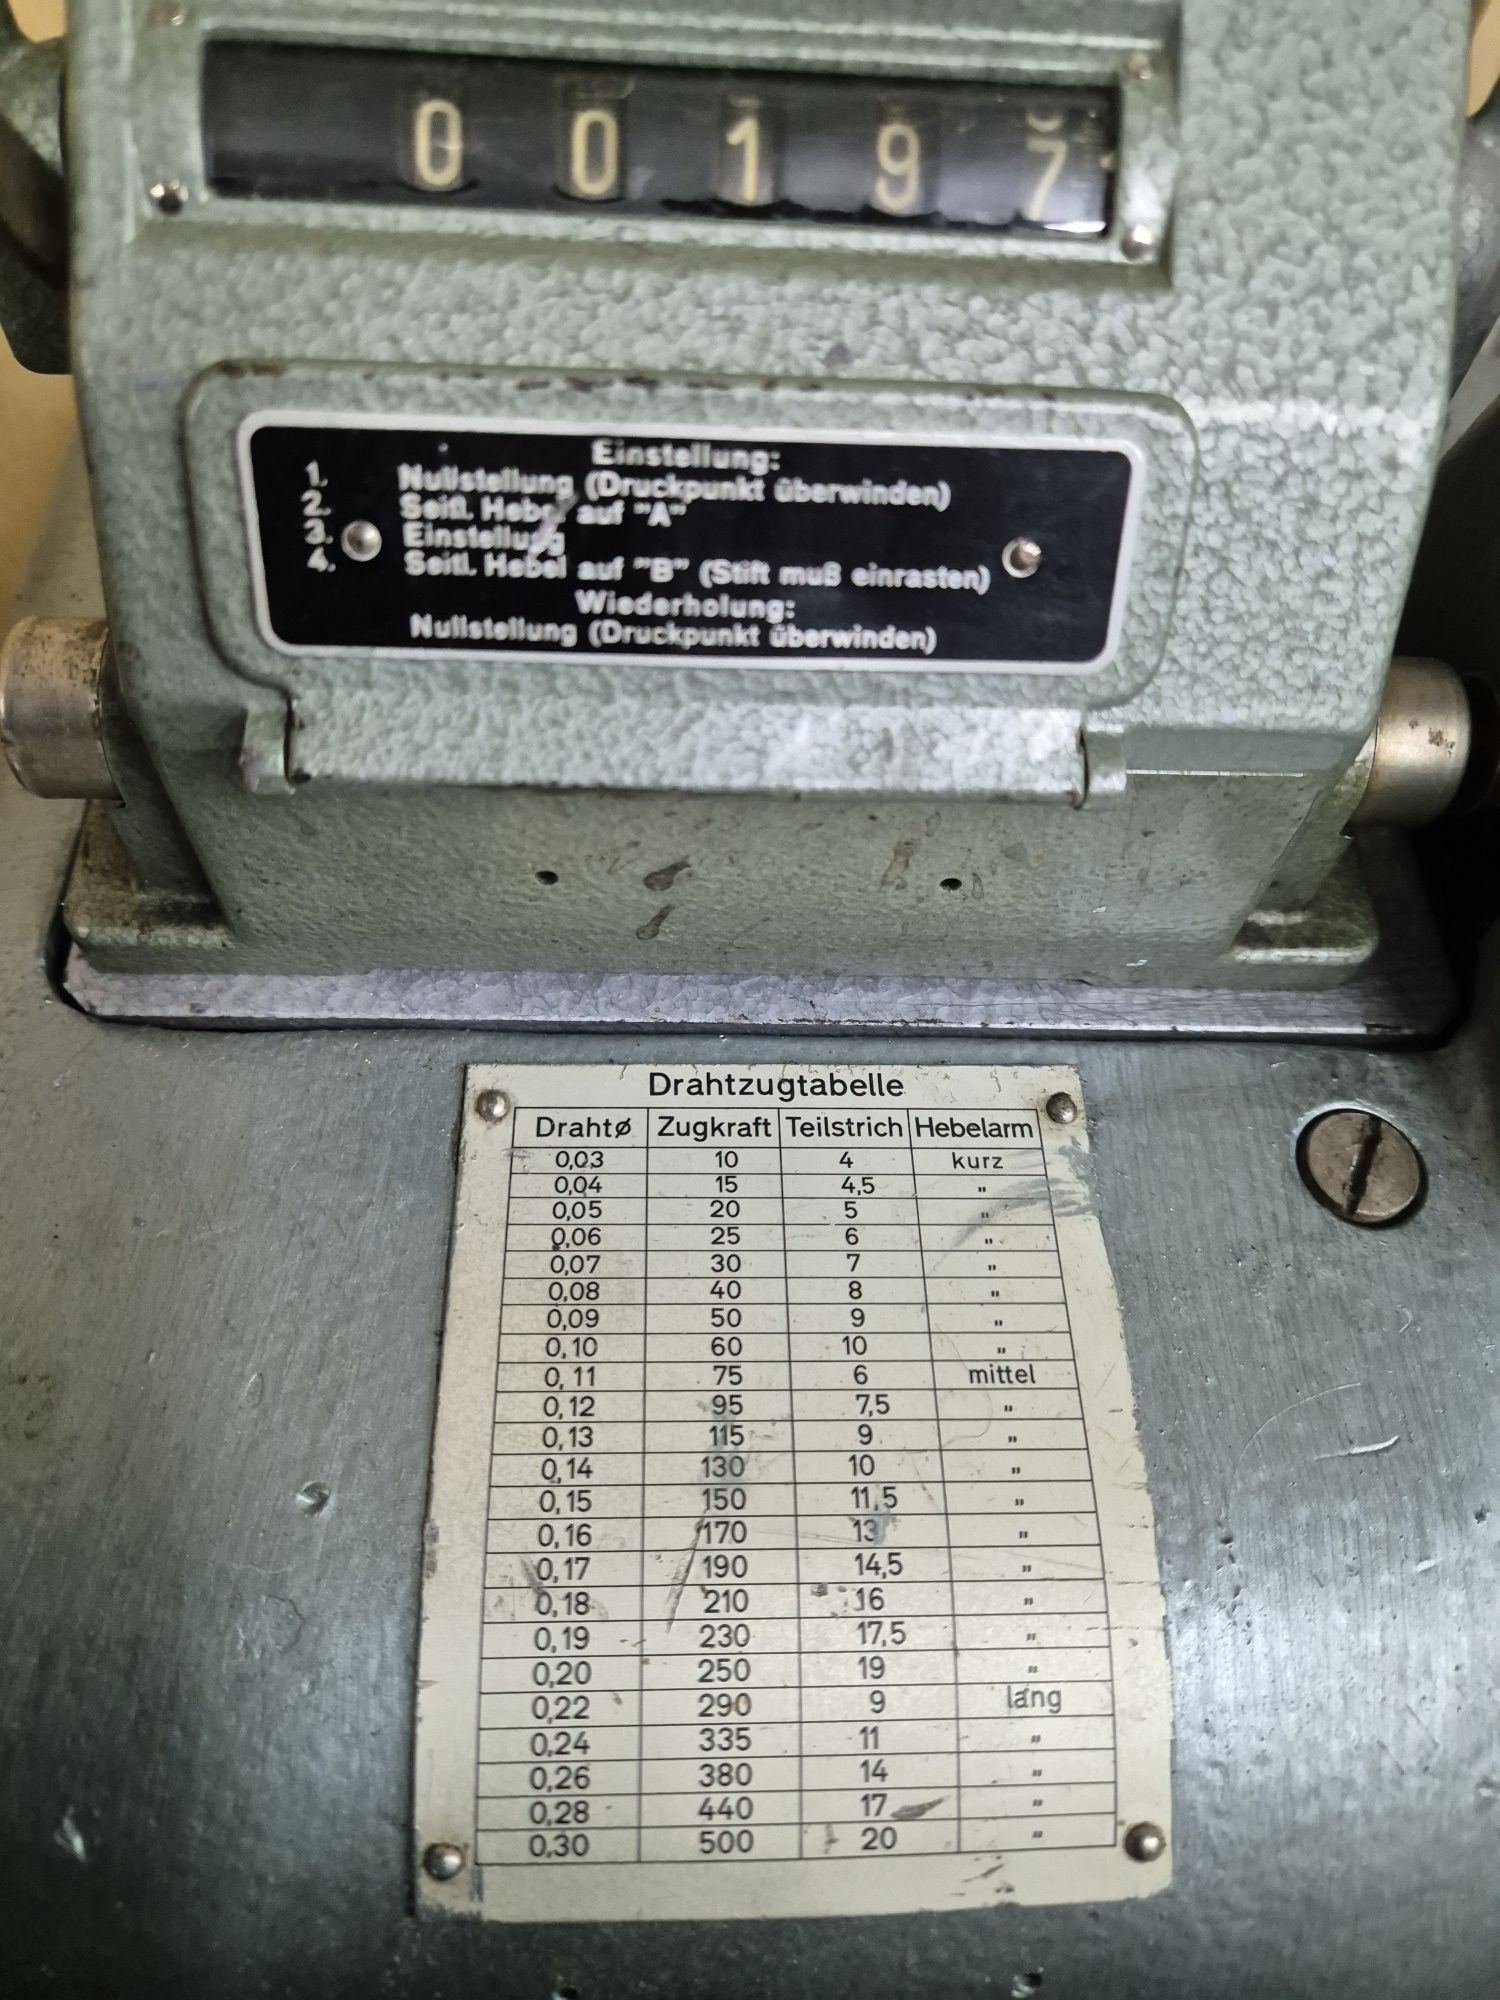 0 0 1 9 7
Einstellung:
1. Nullstellung (Druckpunkt überwinden)
2. Seitl. Hebel auf "A"
3. Einstellung
4. Seitl. Hebel auf "B" (Stift muß einrasten)
Wiederholung:
Nullstellung (Druckpunkt überwinden)
Drahtzugtabelle
Drahtø Zugkraft Teilstrich Hebelarm
0,03 10 4 kurz
0,04 15 4,5 "
0,05 20 5 "
0,06 25 6 "
0,07 30 7 "
0,08 40 8 "
0,09 50 9 "
0,10 60 10 "
0,11 75 6 mittel
0,12 95 7,5 "
0,13 115 9 "
0,14 130 10 "
0,15 150 11,5 "
0,16 170 13 "
0,17 190 14,5 "
0,18 210 16 "
0,19 230 17,5 "
0,20 250 19 "
0,22 290 9 lang
0,24 335 11 "
0,26 380 14 "
0,28 440 17 "
0,30 500 20 "